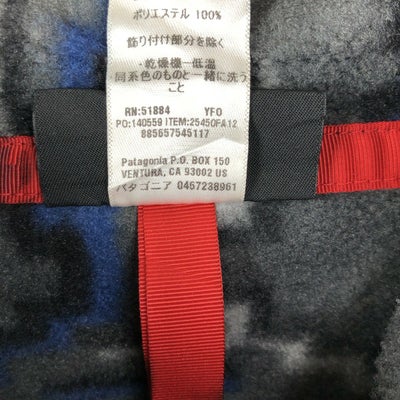 ポリエステル 100%
飾り付け部分を除く
・乾燥機ー低温
同系色のものと一緒に洗う
こと
RN:51884 YFO
PO:140559 ITEM:25450FA12
885657545117
Patagonia P.O. BOX 150
VENTURA, CA 93002 US
パタゴニア 0467238961